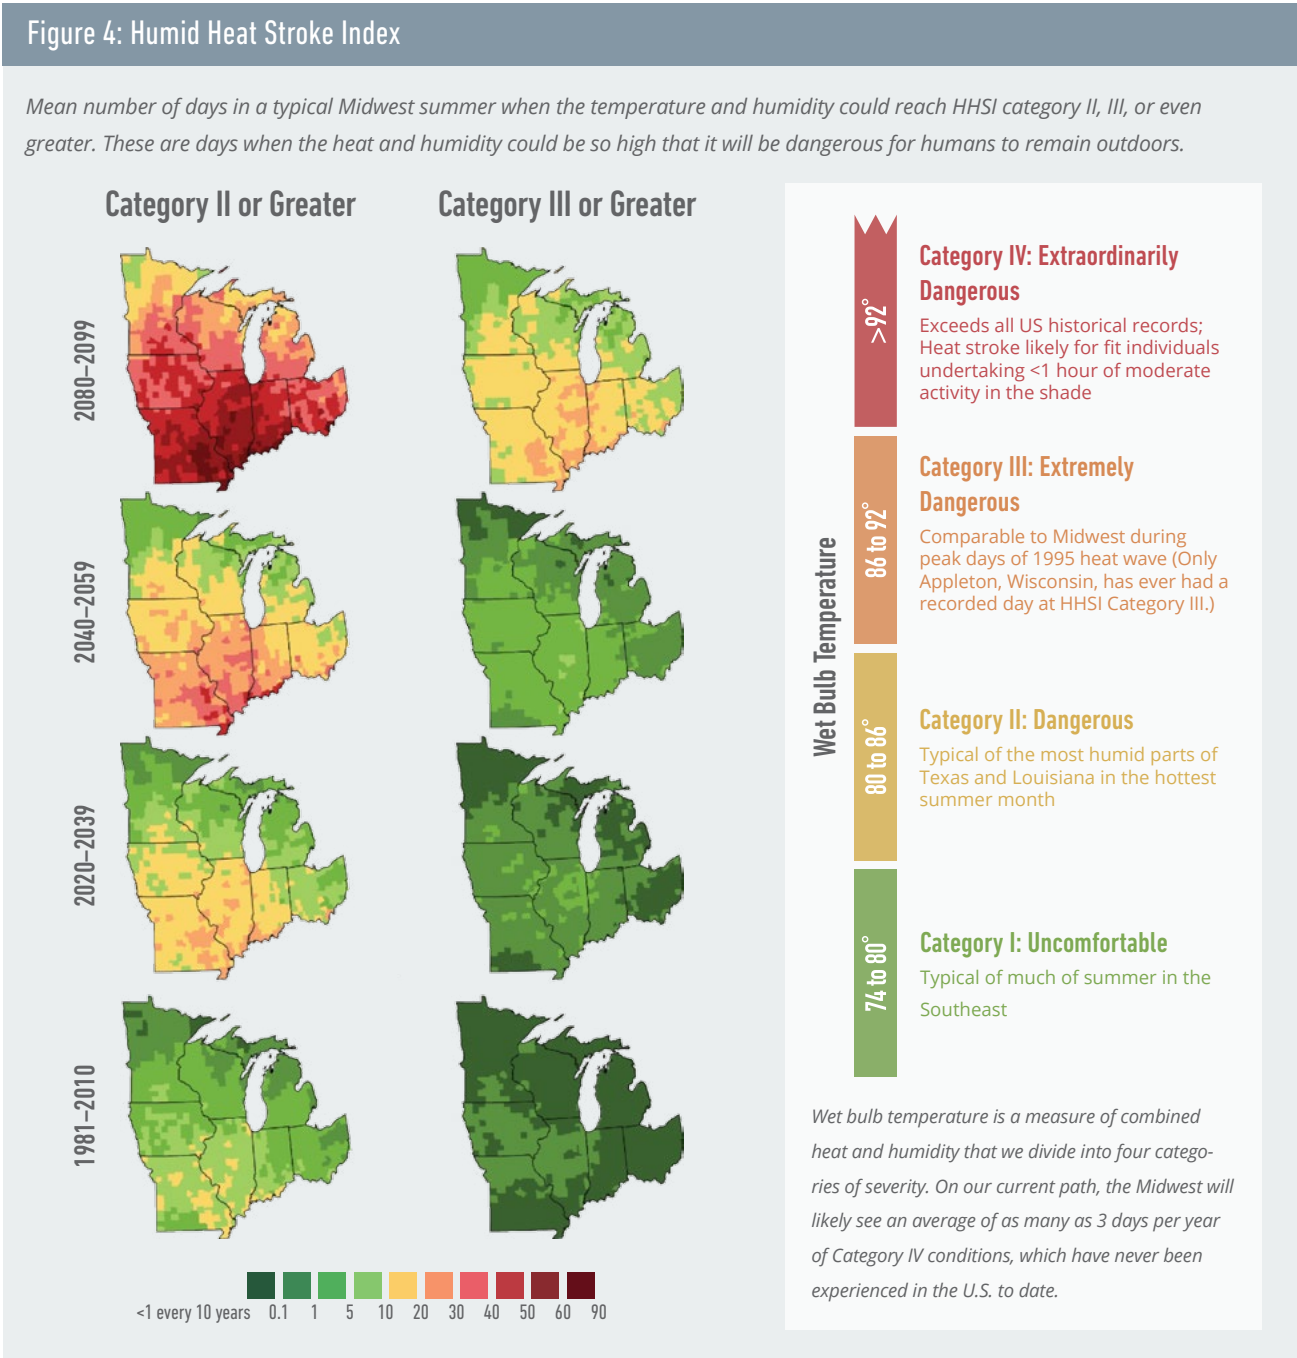 Figure 4: Humid Heat Stroke Index
Mean number of days in a typical Midwest summer when the temperature and humidity could reach HHSI category II, III, or even
greater. These are days when the heat and humidity could be so high that it will be dangerous for humans to remain outdoors.
Category II or Greater
Category III or Greater
2080–2099
2040–2059
2020–2039
1981–2010
<1 every 10 years 0.1 1 5 10 20 30 40 50 60 90
Wet Bulb Temperature
>92°
Category IV: Extraordinarily
Dangerous
Exceeds all US historical records;
Heat stroke likely for fit individuals
undertaking <1 hour of moderate
activity in the shade
86 to 92°
Category III: Extremely
Dangerous
Comparable to Midwest during
peak days of 1995 heat wave (Only
Appleton, Wisconsin, has ever had a
recorded day at HHSI Category III.)
80 to 86°
Category II: Dangerous
Typical of the most humid parts of
Texas and Louisiana in the hottest
summer month
74 to 80°
Category I: Uncomfortable
Typical of much of summer in the
Southeast
Wet bulb temperature is a measure of combined
heat and humidity that we divide into four catego-
ries of severity. On our current path, the Midwest will
likely see an average of as many as 3 days per year
of Category IV conditions, which have never been
experienced in the U.S. to date.